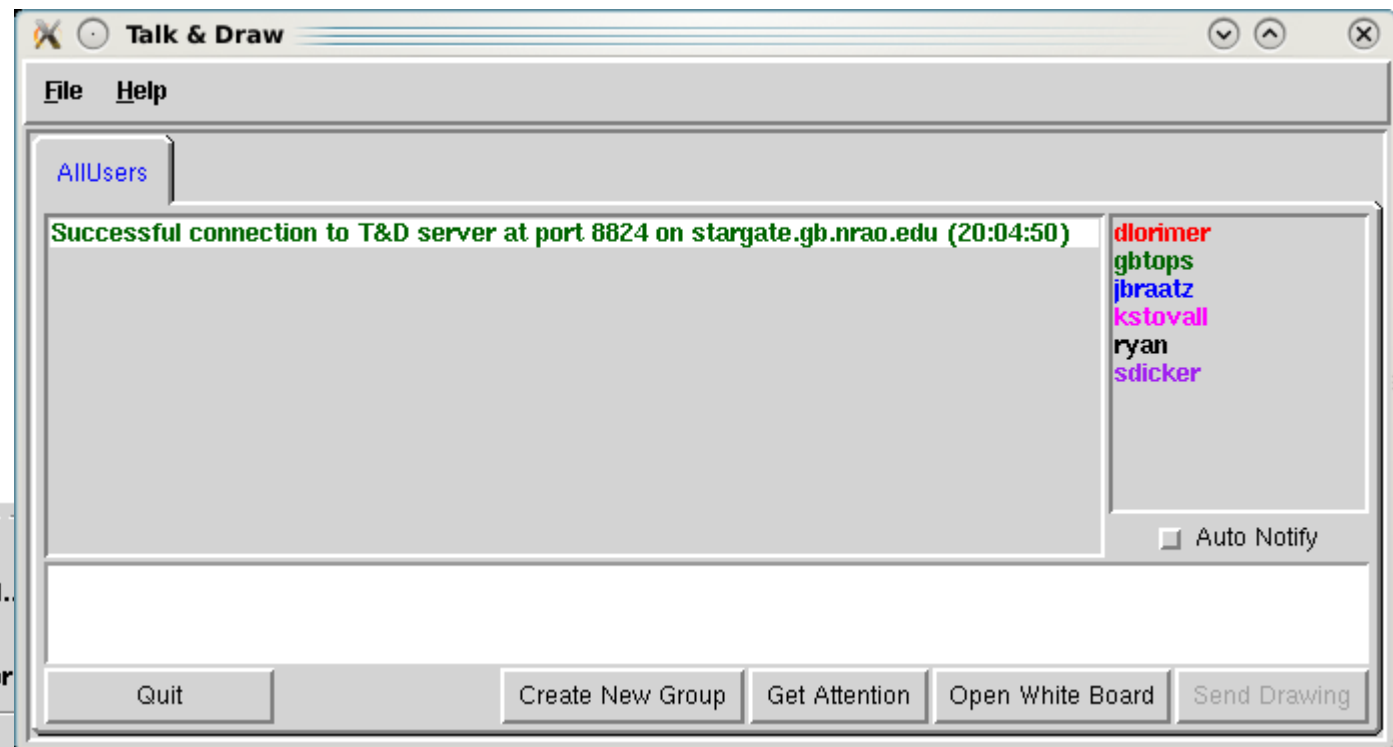 Talk & Draw
File Help
AllUsers
Successful connection to T&D server at port 8824 on stargate.gb.nrao.edu (20:04:50)
dlorimer
gbtops
jbraatz
kstovall
ryan
sdicker
Auto Notify
Quit Create New Group Get Attention Open White Board Send Drawing